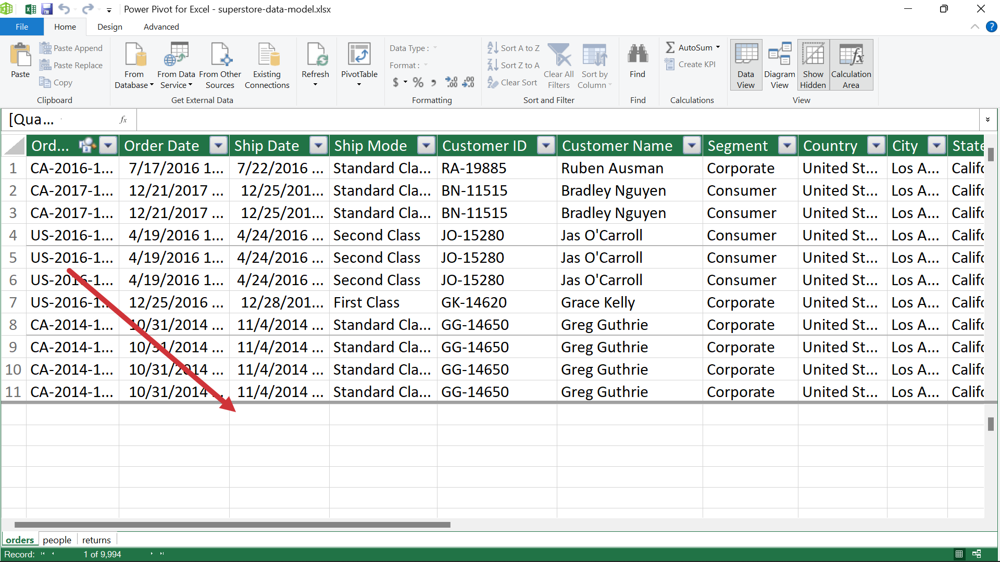 Power Pivot for Excel - superstore-data-model.xlsx
File Home Design Advanced ?
Paste Paste Append Paste Replace Copy
Clipboard
From Database From Data Service From Other Sources Existing Connections
Get External Data
Refresh
PivotTable
Data Type :
Format :
$ % ,
Formatting
Sort A to Z
Sort Z to A
Clear Sort
Clear All Filters
Sort by Column
Sort and Filter
Find
Find
AutoSum
Create KPI
Calculations
Data View Diagram View Show Hidden Calculation Area
View
[Qua... fx
Ord... Order Date Ship Date Ship Mode Customer ID Customer Name Segment Country City State
1 CA-2016-1... 7/17/2016 1... 7/22/2016 ... Standard Cla... RA-19885 Ruben Ausman Corporate United St... Los A... Califo
2 CA-2017-1... 12/21/2017 ... 12/25/201... Standard Cla... BN-11515 Bradley Nguyen Consumer United St... Los A... Califo
3 CA-2017-1... 12/21/2017 ... 12/25/201... Standard Cla... BN-11515 Bradley Nguyen Consumer United St... Los A... Califo
4 US-2016-1... 4/19/2016 1... 4/24/2016 ... Second Class JO-15280 Jas O'Carroll Consumer United St... Los A... Califo
5 US-2016-1... 4/19/2016 1... 4/24/2016 ... Second Class JO-15280 Jas O'Carroll Consumer United St... Los A... Califo
6 US-2016-1... 4/19/2016 1... 4/24/2016 ... Second Class JO-15280 Jas O'Carroll Consumer United St... Los A... Califo
7 US-2016-1... 12/25/2016 ... 12/28/201... First Class GK-14620 Grace Kelly Corporate United St... Los A... Califo
8 CA-2014-1... 10/31/2014 ... 11/4/2014 ... Standard Cla... GG-14650 Greg Guthrie Corporate United St... Los A... Califo
9 CA-2014-1... 10/31/2014 ... 11/4/2014 ... Standard Cla... GG-14650 Greg Guthrie Corporate United St... Los A... Califo
10 CA-2014-1... 10/31/2014 ... 11/4/2014 ... Standard Cla... GG-14650 Greg Guthrie Corporate United St... Los A... Califo
11 CA-2014-1... 10/31/2014 ... 11/4/2014 ... Standard Cla... GG-14650 Greg Guthrie Corporate United St... Los A... Califo
orders people returns
Record: 1 of 9,994